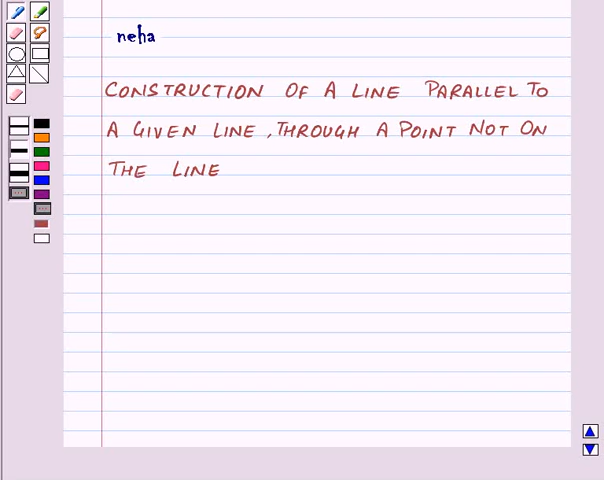 neha
CONSTRUCTION OF A LINE PARALLEL TO
A GIVEN LINE, THROUGH A POINT NOT ON
THE LINE